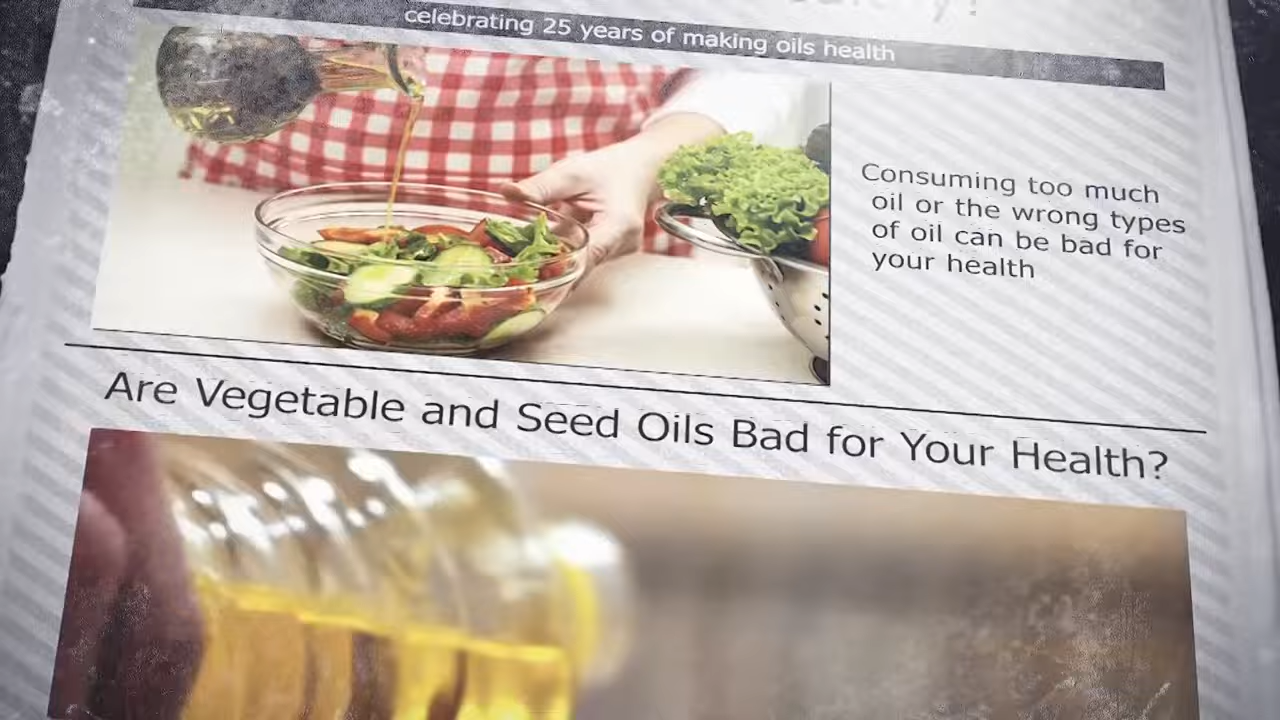 celebrating 25 years of making oils health
Consuming too much
oil or the wrong types
of oil can be bad for
your health
Are Vegetable and Seed Oils Bad for Your Health?